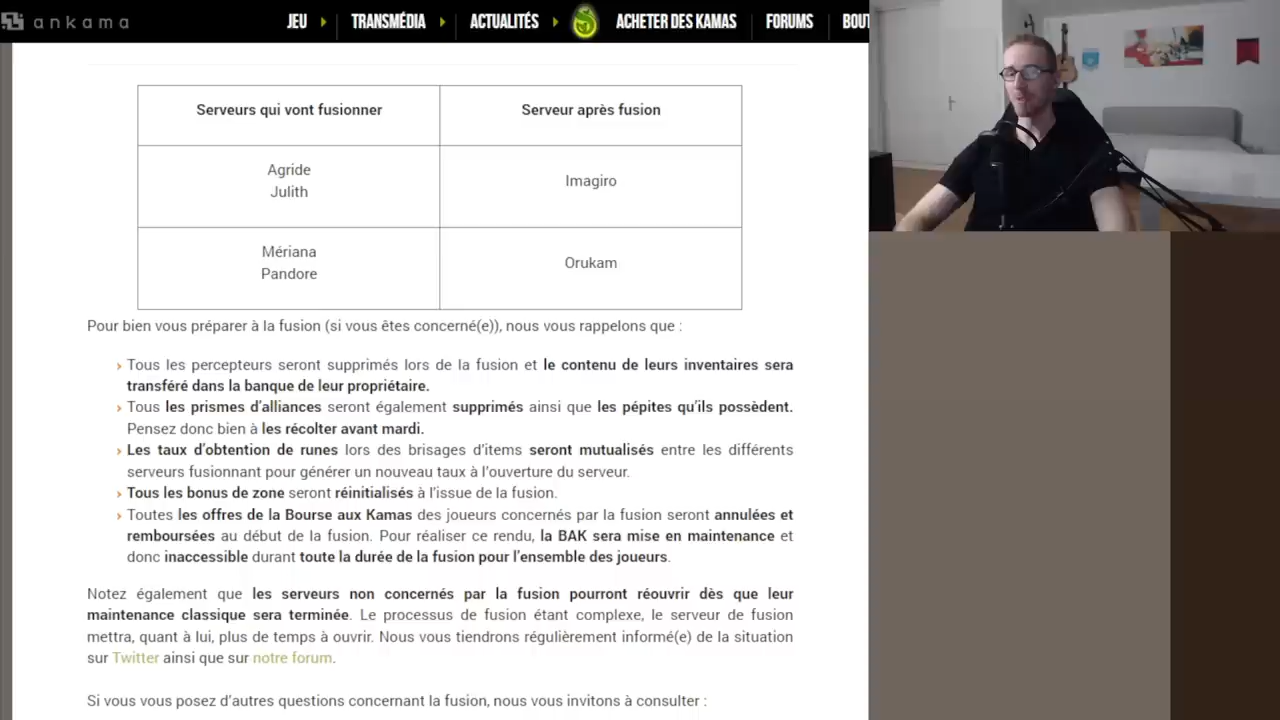 ankama
JEU TRANSMÉDIA ACTUALITÉS ACHETER DES KAMAS FORUMS BOUT
Serveurs qui vont fusionner
Serveur après fusion
Agride
Julith
Imagiro
Mériana
Pandore
Orukam
Pour bien vous préparer à la fusion (si vous êtes concerné(e)), nous vous rappelons que :
› Tous les percepteurs seront supprimés lors de la fusion et le contenu de leurs inventaires sera
transféré dans la banque de leur propriétaire.
› Tous les prismes d'alliances seront également supprimés ainsi que les pépites qu'ils possèdent.
Pensez donc bien à les récolter avant mardi.
› Les taux d'obtention de runes lors des brisages d'items seront mutualisés entre les différents
serveurs fusionnant pour générer un nouveau taux à l'ouverture du serveur.
› Tous les bonus de zone seront réinitialisés à l'issue de la fusion.
› Toutes les offres de la Bourse aux Kamas des joueurs concernés par la fusion seront annulées et
remboursées au début de la fusion. Pour réaliser ce rendu, la BAK sera mise en maintenance et
donc inaccessible durant toute la durée de la fusion pour l'ensemble des joueurs.
Notez également que les serveurs non concernés par la fusion pourront réouvrir dès que leur
maintenance classique sera terminée. Le processus de fusion étant complexe, le serveur de fusion
mettra, quant à lui, plus de temps à ouvrir. Nous vous tiendrons régulièrement informé(e) de la situation
sur Twitter ainsi que sur notre forum.
Si vous vous posez d'autres questions concernant la fusion, nous vous invitons à consulter :